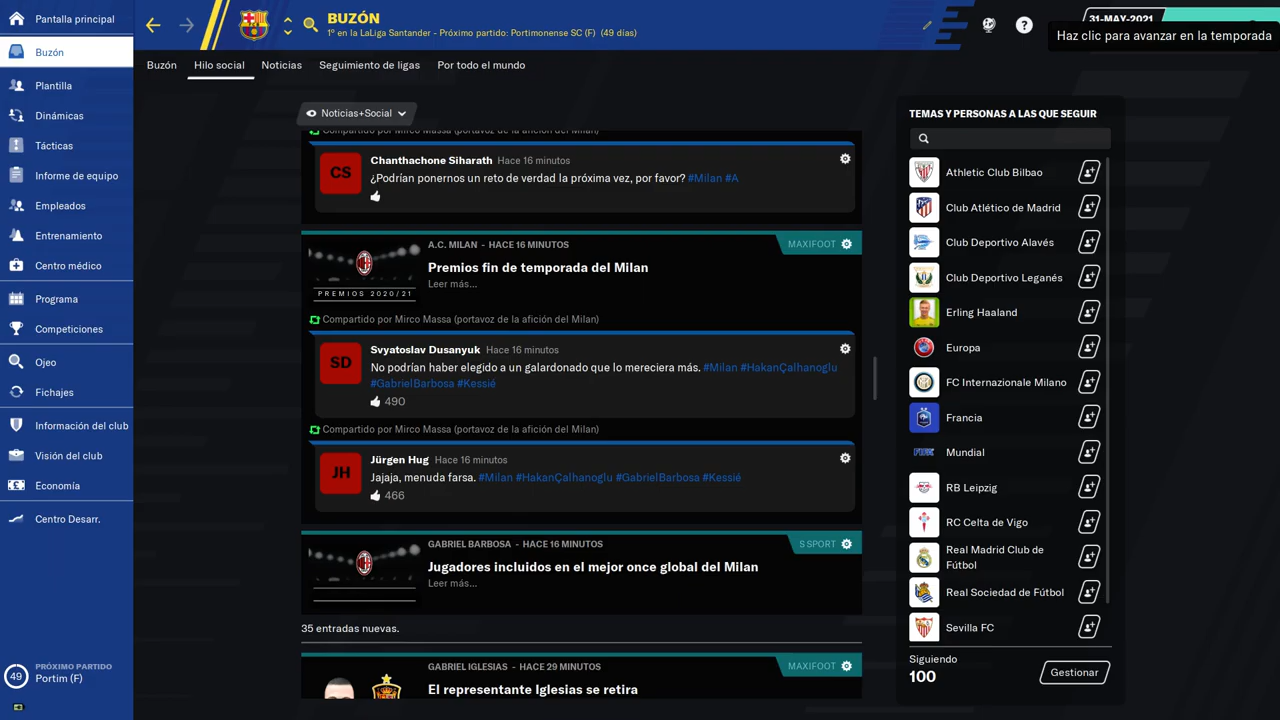 Pantalla principal
Buzón
Plantilla
Dinámicas
Tácticas
Informe de equipo
Empleados
Entrenamiento
Centro médico
Programa
Competiciones
Ojeo
Fichajes
Información del club
Visión del club
Economía
Centro Desarr.
49
PRÓXIMO PARTIDO
Portim (F)
BUZÓN
1º en la LaLiga Santander - Próximo partido: Portimonense SC (F) (49 días)
31-MAY-2021
Haz clic para avanzar en la temporada
Buzón
Hilo social
Noticias
Seguimiento de ligas
Por todo el mundo
Noticias+Social
Compartido por Mirco Massa (portavoz de la afición del Milan)
CS
Chanthachone Siharath Hace 16 minutos
¿Podrían ponernos un reto de verdad la próxima vez, por favor? #Milan #A
A.C. MILAN - HACE 16 MINUTOS
MAXIFOOT
Premios fin de temporada del Milan
Leer más...
PREMIOS 2020/21
Compartido por Mirco Massa (portavoz de la afición del Milan)
SD
Svyatoslav Dusanyuk Hace 16 minutos
No podrían haber elegido a un galardonado que lo mereciera más. #Milan #HakanÇalhanoglu
#GabrielBarbosa #Kessié
490
Compartido por Mirco Massa (portavoz de la afición del Milan)
JH
Jürgen Hug Hace 16 minutos
Jajaja, menuda farsa. #Milan #HakanÇalhanoglu #GabrielBarbosa #Kessié
466
GABRIEL BARBOSA - HACE 16 MINUTOS
S SPORT
Jugadores incluidos en el mejor once global del Milan
Leer más...
35 entradas nuevas.
GABRIEL IGLESIAS - HACE 29 MINUTOS
MAXIFOOT
El representante Iglesias se retira
TEMAS Y PERSONAS A LAS QUE SEGUIR
Athletic Club Bilbao
Club Atlético de Madrid
Club Deportivo Alavés
Club Deportivo Leganés
Erling Haaland
Europa
FC Internazionale Milano
Francia
Mundial
RB Leipzig
RC Celta de Vigo
Real Madrid Club de
Fútbol
Real Sociedad de Fútbol
Sevilla FC
Siguiendo
100
Gestionar